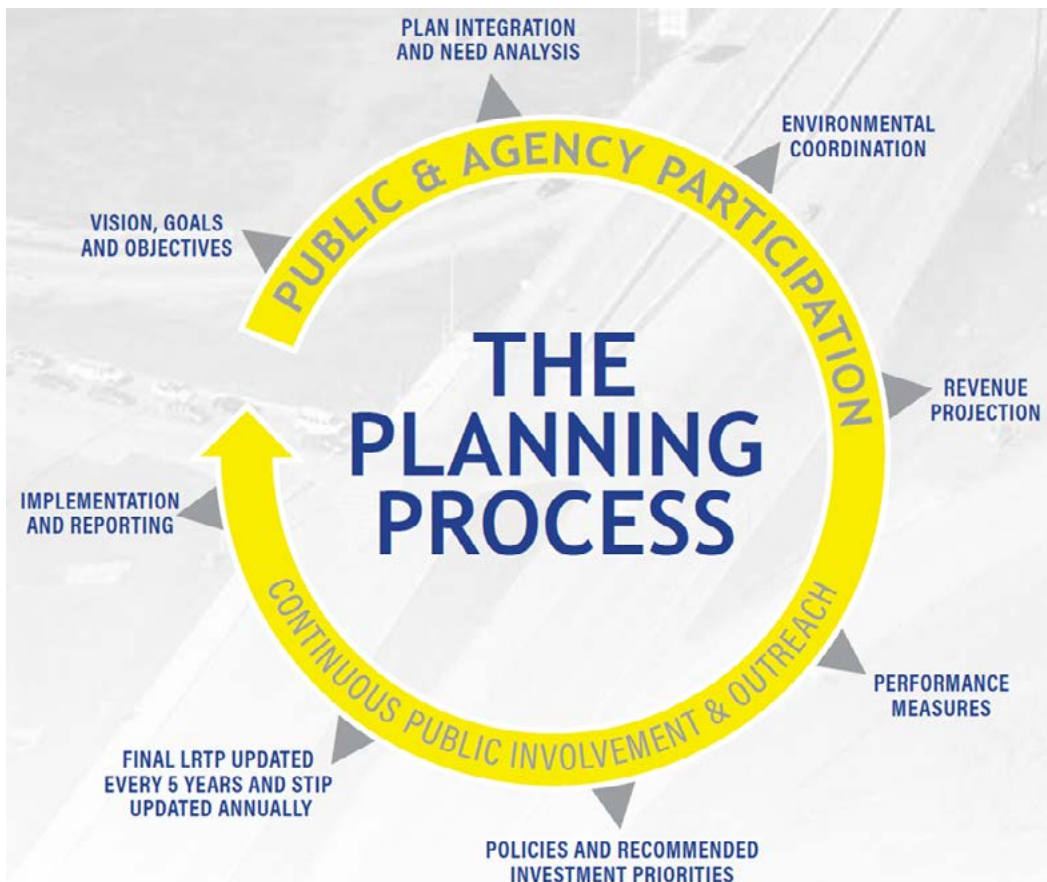 PLAN INTEGRATION
AND NEED ANALYSIS
ENVIRONMENTAL
COORDINATION
VISION, GOALS
AND OBJECTIVES
PUBLIC & AGENCY PARTICIPATION
THE
PLANNING
PROCESS
REVENUE
PROJECTION
IMPLEMENTATION
AND REPORTING
CONTINUOUS PUBLIC INVOLVEMENT & OUTREACH
PERFORMANCE
MEASURES
FINAL LRTP UPDATED
EVERY 5 YEARS AND STIP
UPDATED ANNUALLY
POLICIES AND RECOMMENDED
INVESTMENT PRIORITIES